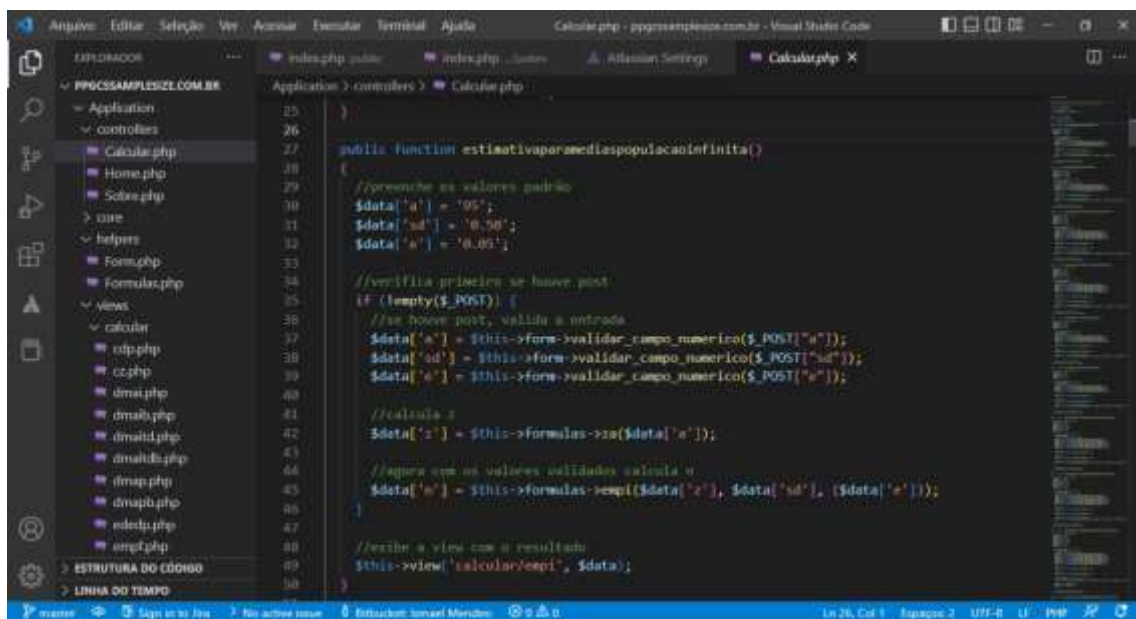 Arquivo Editar Seleção Ver Acessar Executar Terminal Ajuda Calcular.php - ppgcssamplesize.com.br - Visual Studio Code
EXPLORADOR ... index.php public index.php Atlassian Settings Calcular.php X ...
PPGCSSAMPLESIZE.COM.BR
Application > controllers > Calcular.php
Application
controllers
Calcular.php
Home.php
Sobre.php
core
helpers
Form.php
Formulas.php
views
calcular
cdp.php
cz.php
dmai.php
dmaib.php
dmaitd.php
dmaitdb.php
dmap.php
dmapb.php
ededp.php
empf.php
ESTRUTURA DO CÓDIGO
LINHA DO TEMPO
25 }
26
27 public function estimativaparamediaspopulacaoinfinita()
28 {
29 //preenche os valores padrão
30 $data['a'] = '95';
31 $data['sd'] = '0.50';
32 $data['e'] = '0.05';
33
34 //verifica primeiro se houve post
35 if (!empty($_POST)) {
36 //se houve post, valida a entrada
37 $data['a'] = $this->form->validar_campo_numerico($_POST["a"]);
38 $data['sd'] = $this->form->validar_campo_numerico($_POST["sd"]);
39 $data['e'] = $this->form->validar_campo_numerico($_POST["e"]);
40
41 //calcula z
42 $data['z'] = $this->formulas->za($data['a']);
43
44 //agora com os valores validados calcula n
45 $data['n'] = $this->formulas->empi($data['z'], $data['sd'], ($data['e']));
46 }
47
48 //exibe a view com o resultado
49 $this->view('calcular/empi', $data);
50 }
master Sign in to Jira No active issue Bitbucket: Ismael Mendes: 0 0 Ln 26, Col 1 Espaços: 2 UTF-8 LF PHP